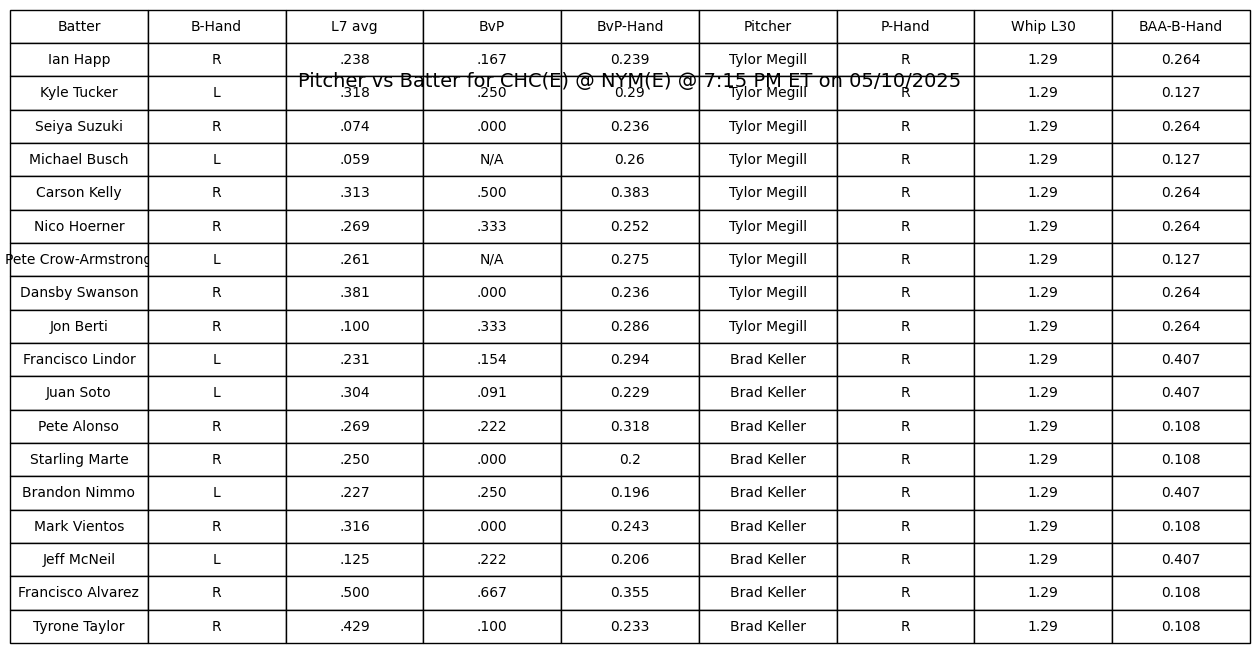 Batter B-Hand L7 avg BvP BvP-Hand Pitcher P-Hand Whip L30 BAA-B-Hand
Ian Happ R .238 .167 0.239 Tylor Megill R 1.29 0.264
Pitcher vs Batter for CHC(E) @ NYM(E) @ 7:15 PM ET on 05/10/2025
Kyle Tucker L .318 .250 0.29 Tylor Megill R 1.29 0.127
Seiya Suzuki R .074 .000 0.236 Tylor Megill R 1.29 0.264
Michael Busch L .059 N/A 0.26 Tylor Megill R 1.29 0.127
Carson Kelly R .313 .500 0.383 Tylor Megill R 1.29 0.264
Nico Hoerner R .269 .333 0.252 Tylor Megill R 1.29 0.264
Pete Crow-Armstrong L .261 N/A 0.275 Tylor Megill R 1.29 0.127
Dansby Swanson R .381 .000 0.236 Tylor Megill R 1.29 0.264
Jon Berti R .100 .333 0.286 Tylor Megill R 1.29 0.264
Francisco Lindor L .231 .154 0.294 Brad Keller R 1.29 0.407
Juan Soto L .304 .091 0.229 Brad Keller R 1.29 0.407
Pete Alonso R .269 .222 0.318 Brad Keller R 1.29 0.108
Starling Marte R .250 .000 0.2 Brad Keller R 1.29 0.108
Brandon Nimmo L .227 .250 0.196 Brad Keller R 1.29 0.407
Mark Vientos R .316 .000 0.243 Brad Keller R 1.29 0.108
Jeff McNeil L .125 .222 0.206 Brad Keller R 1.29 0.407
Francisco Alvarez R .500 .667 0.355 Brad Keller R 1.29 0.108
Tyrone Taylor R .429 .100 0.233 Brad Keller R 1.29 0.108